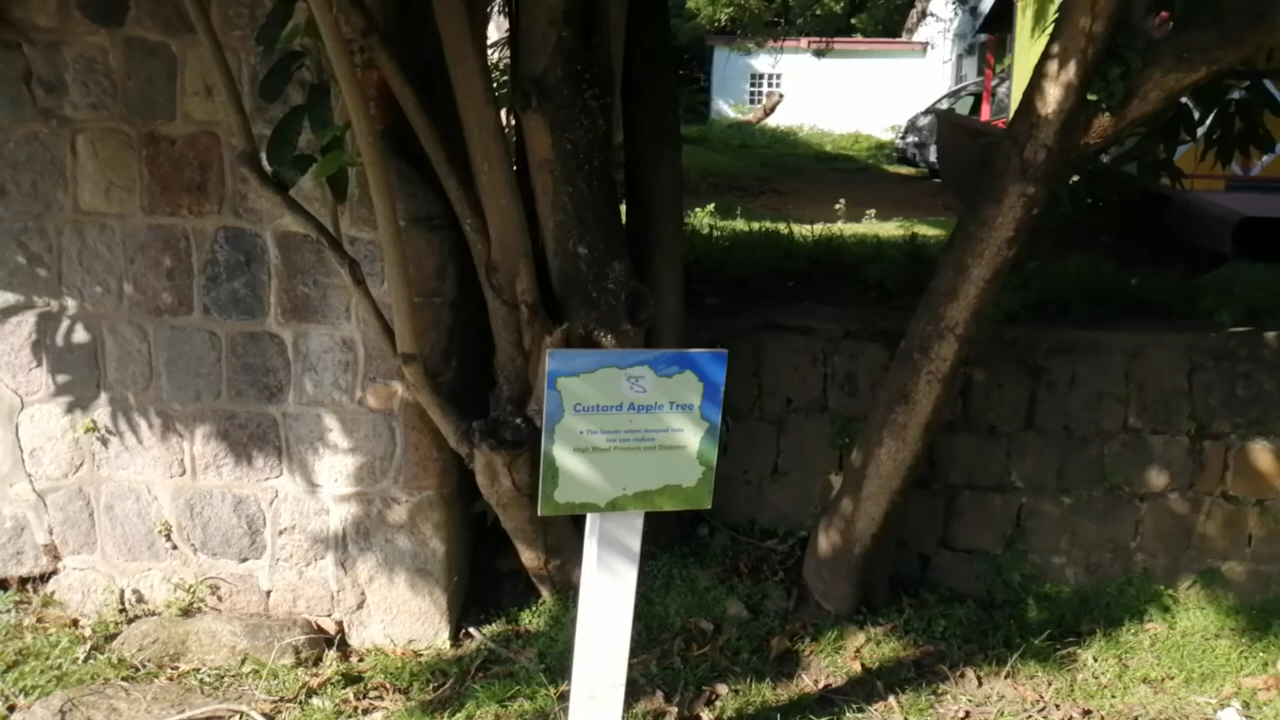 Custard Apple Tree
• The leaves when steeped into
tea can reduce
High Blood Pressure and Diabetes